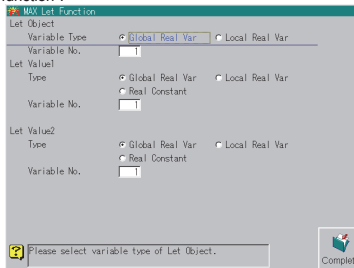 function .
MAX Let Function
Let Object
Variable Type Global Real Var Local Real Var
Variable No. 1
Let Value1
Type Global Real Var Local Real Var
Real Constant
Variable No. 1
Let Value2
Type Global Real Var Local Real Var
Real Constant
Variable No. 1
Please select variable type of Let Object.
Complet